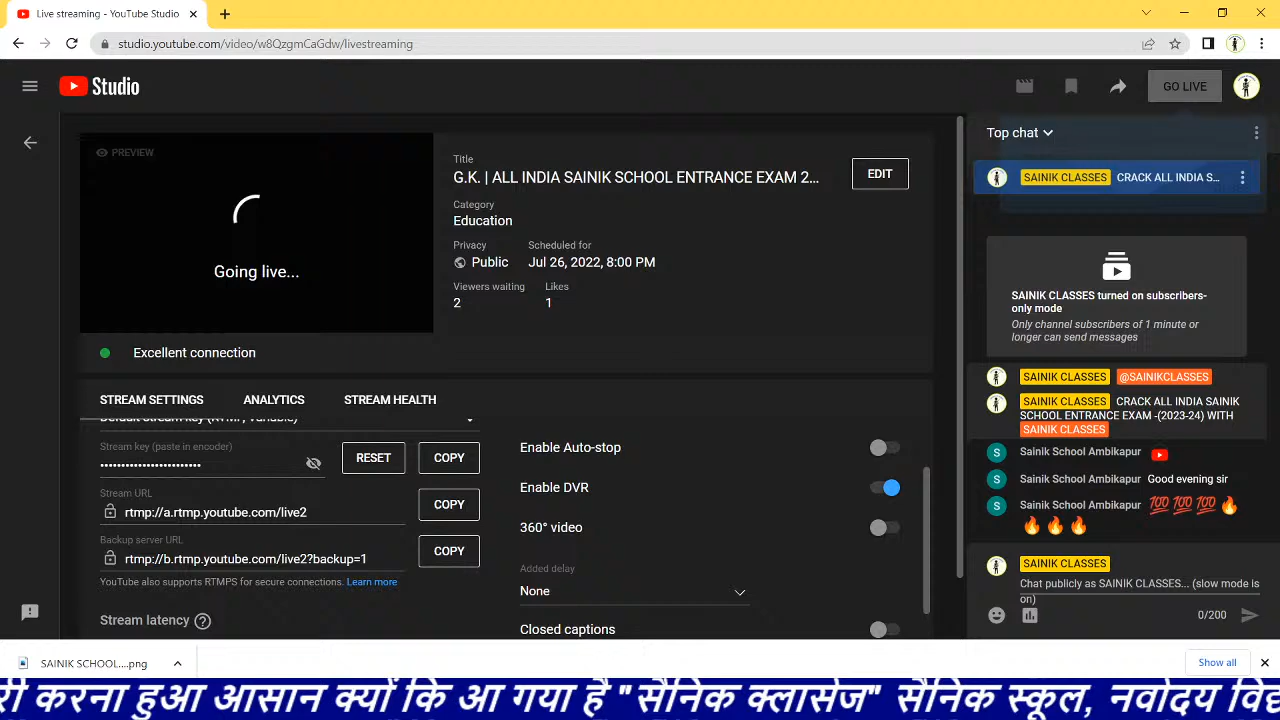 Live streaming - YouTube Studio
studio.youtube.com/video/w8QzgmCaGdw/livestreaming
Studio
GO LIVE
PREVIEW
Going live...
Excellent connection
Title
G.K. | ALL INDIA SAINIK SCHOOL ENTRANCE EXAM 2...
EDIT
Category
Education
Privacy
Scheduled for
Public
Jul 26, 2022, 8:00 PM
Viewers waiting
Likes
2
1
STREAM SETTINGS
ANALYTICS
STREAM HEALTH
Default stream key (RTMP, Variable)
Stream key (paste in encoder)
RESET
COPY
Stream URL
rtmp://a.rtmp.youtube.com/live2
COPY
Backup server URL
rtmp://b.rtmp.youtube.com/live2?backup=1
COPY
YouTube also supports RTMPS for secure connections. Learn more
Stream latency
Enable Auto-stop
Enable DVR
360° video
Added delay
None
Closed captions
Top chat
SAINIK CLASSES CRACK ALL INDIA S...
SAINIK CLASSES turned on subscribers-
only mode
Only channel subscribers of 1 minute or
longer can send messages
SAINIK CLASSES @SAINIKCLASSES
SAINIK CLASSES CRACK ALL INDIA SAINIK
SCHOOL ENTRANCE EXAM -(2023-24) WITH
SAINIK CLASSES
Sainik School Ambikapur
Sainik School Ambikapur Good evening sir
Sainik School Ambikapur 💯💯💯🔥
🔥🔥🔥
SAINIK CLASSES
Chat publicly as SAINIK CLASSES... (slow mode is
on)
0/200
SAINIK SCHOOL....png
Show all
री करना हुआ आसान क्यों कि आ गया है "सैनिक क्लासेज" सैनिक स्कूल, नवोदय विद्य